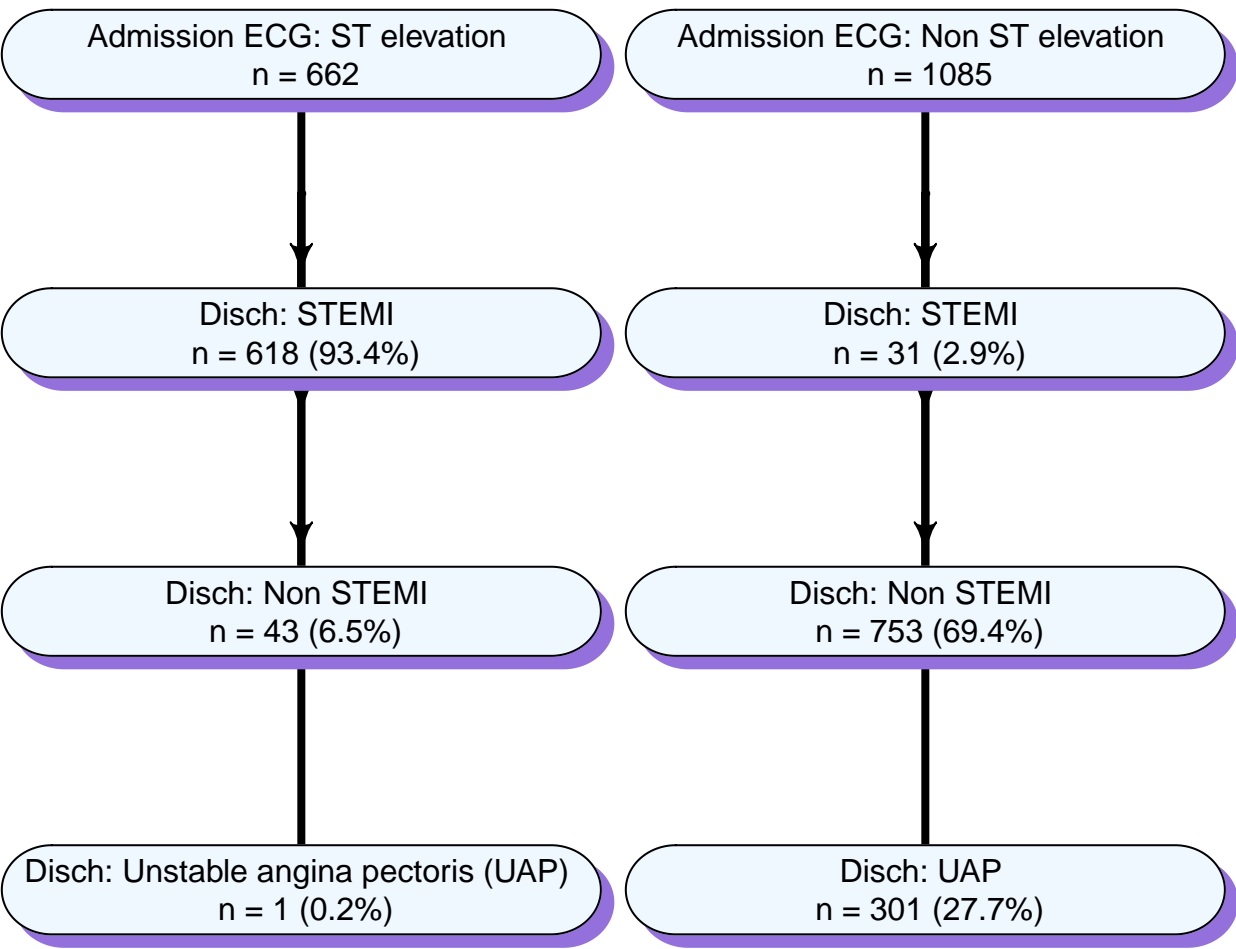 Admission ECG: ST elevation
n = 662
Admission ECG: Non ST elevation
n = 1085
Disch: STEMI
n = 618 (93.4%)
Disch: STEMI
n = 31 (2.9%)
Disch: Non STEMI
n = 43 (6.5%)
Disch: Non STEMI
n = 753 (69.4%)
Disch: Unstable angina pectoris (UAP)
n = 1 (0.2%)
Disch: UAP
n = 301 (27.7%)